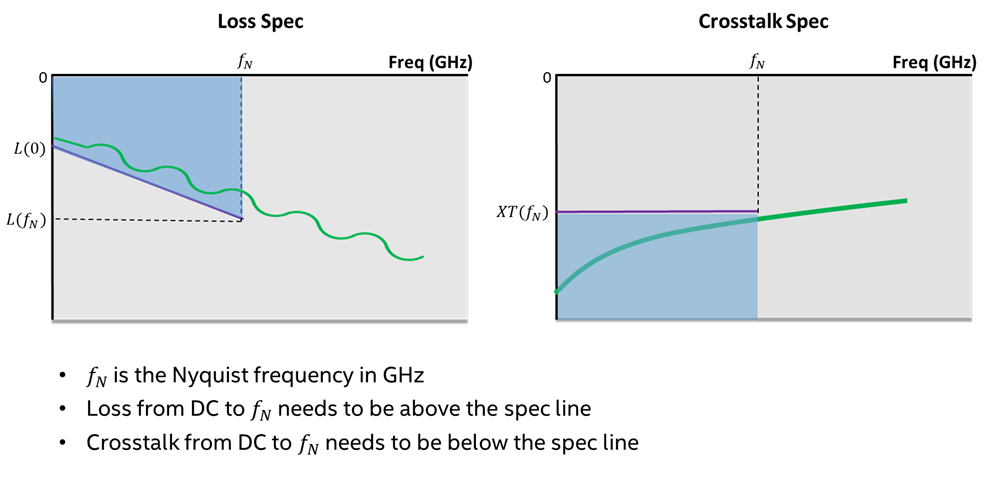 Loss Spec
Crosstalk Spec
f_N
Freq (GHz)
f_N
Freq (GHz)
0
0
L(0)
L(f_N)
XT(f_N)
• f_N is the Nyquist frequency in GHz
• Loss from DC to f_N needs to be above the spec line
• Crosstalk from DC to f_N needs to be below the spec line